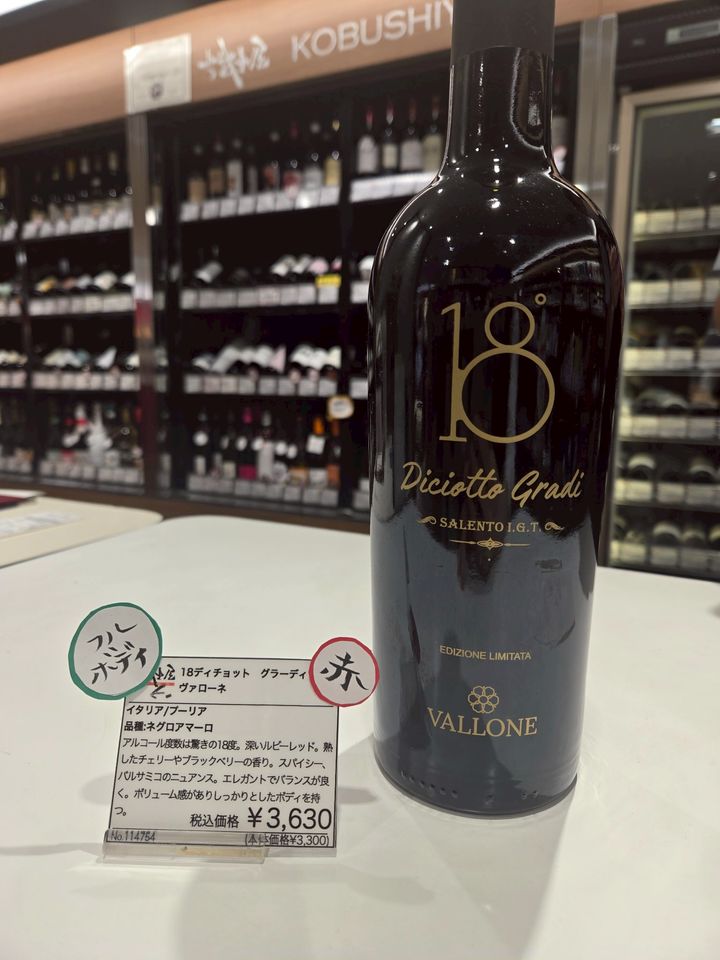 KOBUSHIY
18°
Diciotto Gradi
SALENTO I.G.T.
EDIZIONE LIMITATA
VALLONE
フル
ボディ
赤
18ディチョット グラーディ
ヴァローネ
イタリア/プーリア
品種:ネグロアマーロ
アルコール度数は驚きの18度。深いルビーレッド。熟
したチェリーやブラックベリーの香り。スパイシー、
バルサミコのニュアンス。エレガントでバランスが良
く。ボリューム感がありしっかりとしたボディを持
つ。
税込価格 ¥3,630
No.114784
(本体価格¥3,300)